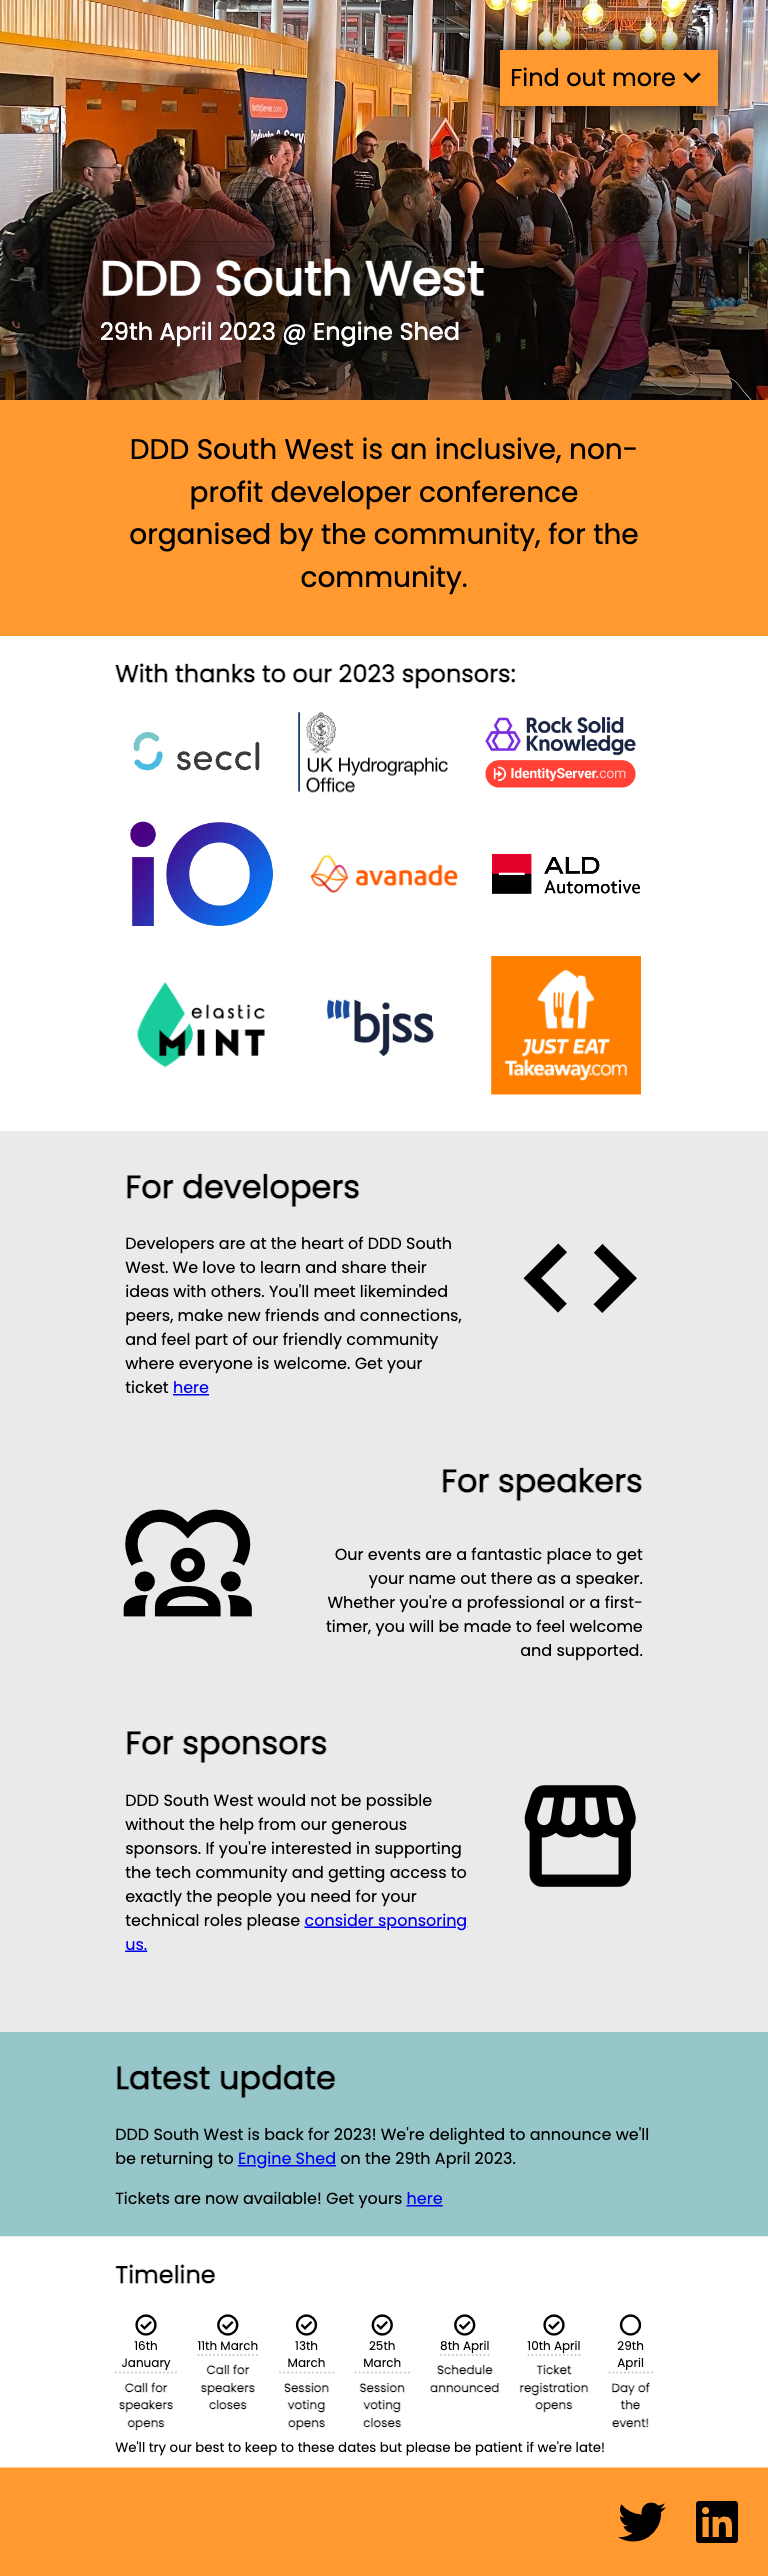 IdentityServer.com
Find out more
DDD South West
29th April 2023 @ Engine Shed
DDD South West is an inclusive, non-
profit developer conference
organised by the community, for the
community.
With thanks to our 2023 sponsors:
seccl
UK Hydrographic
Office
Rock Solid
Knowledge
IdentityServer.com
iO
avanade
ALD
Automotive
elastic
MINT
bjss
JUST EAT
Takeaway.com
For developers
Developers are at the heart of DDD South
West. We love to learn and share their
ideas with others. You'll meet likeminded
peers, make new friends and connections,
and feel part of our friendly community
where everyone is welcome. Get your
ticket here
For speakers
Our events are a fantastic place to get
your name out there as a speaker.
Whether you're a professional or a first-
timer, you will be made to feel welcome
and supported.
For sponsors
DDD South West would not be possible
without the help from our generous
sponsors. If you're interested in supporting
the tech community and getting access to
exactly the people you need for your
technical roles please consider sponsoring
us.
Latest update
DDD South West is back for 2023! We're delighted to announce we'll
be returning to Engine Shed on the 29th April 2023.
Tickets are now available! Get yours here
Timeline
16th
January
Call for
speakers
opens
11th March
Call for
speakers
closes
13th
March
Session
voting
opens
25th
March
Session
voting
closes
8th April
Schedule
announced
10th April
Ticket
registration
opens
29th
April
Day of
the
event!
We'll try our best to keep to these dates but please be patient if we're late!
in